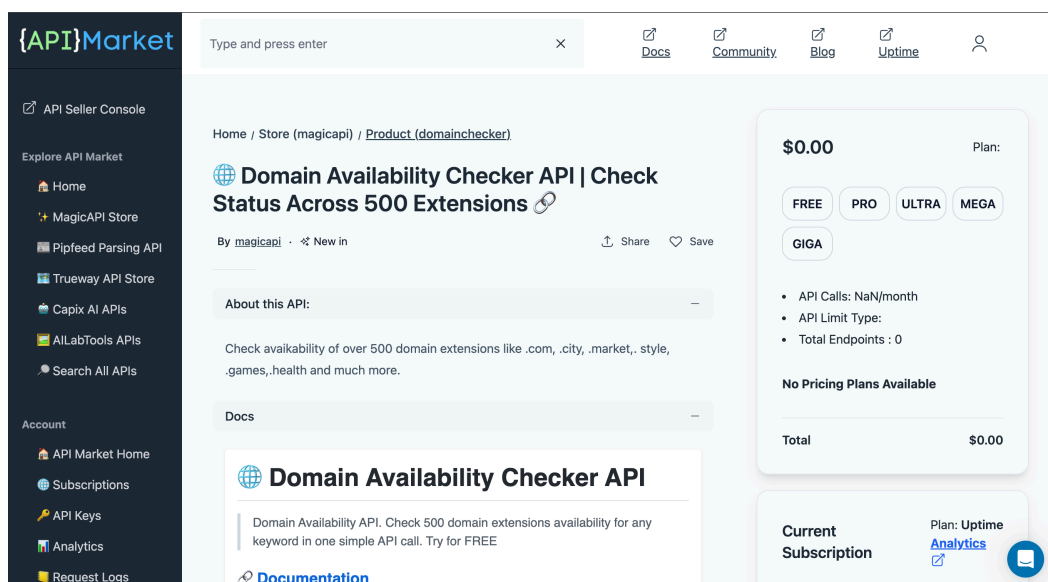 {API}Market
Type and press enter
Docs
Community
Blog
Uptime
API Seller Console
Explore API Market
Home
MagicAPI Store
Pipfeed Parsing API
Trueway API Store
Capix AI APIs
AILabTools APIs
Search All APIs
Account
API Market Home
Subscriptions
API Keys
Analytics
Request Logs
Home / Store (magicapi) / Product (domainchecker)
Domain Availability Checker API | Check
Status Across 500 Extensions
By magicapi · New in
Share
Save
About this API:
Check avaikability of over 500 domain extensions like .com, .city, .market,. style,
.games,.health and much more.
Docs
Domain Availability Checker API
Domain Availability API. Check 500 domain extensions availability for any
keyword in one simple API call. Try for FREE
Documentation
$0.00
Plan:
FREE
PRO
ULTRA
MEGA
GIGA
• API Calls: NaN/month
• API Limit Type:
• Total Endpoints : 0
No Pricing Plans Available
Total $0.00
Current
Subscription
Plan: Uptime
Analytics